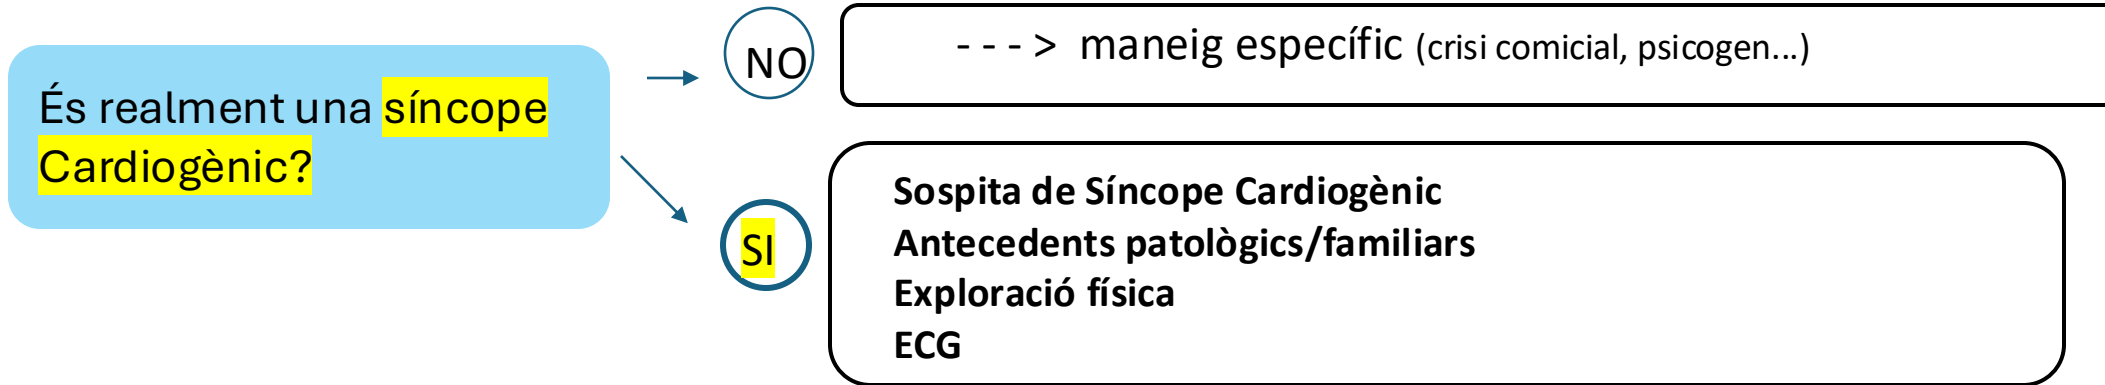 És realment una síncope
Cardiogènic?
NO
- - - > maneig específic (crisi comicial, psicogen...)
SI
Sospita de Síncope Cardiogènic
Antecedents patològics/familiars
Exploració física
ECG